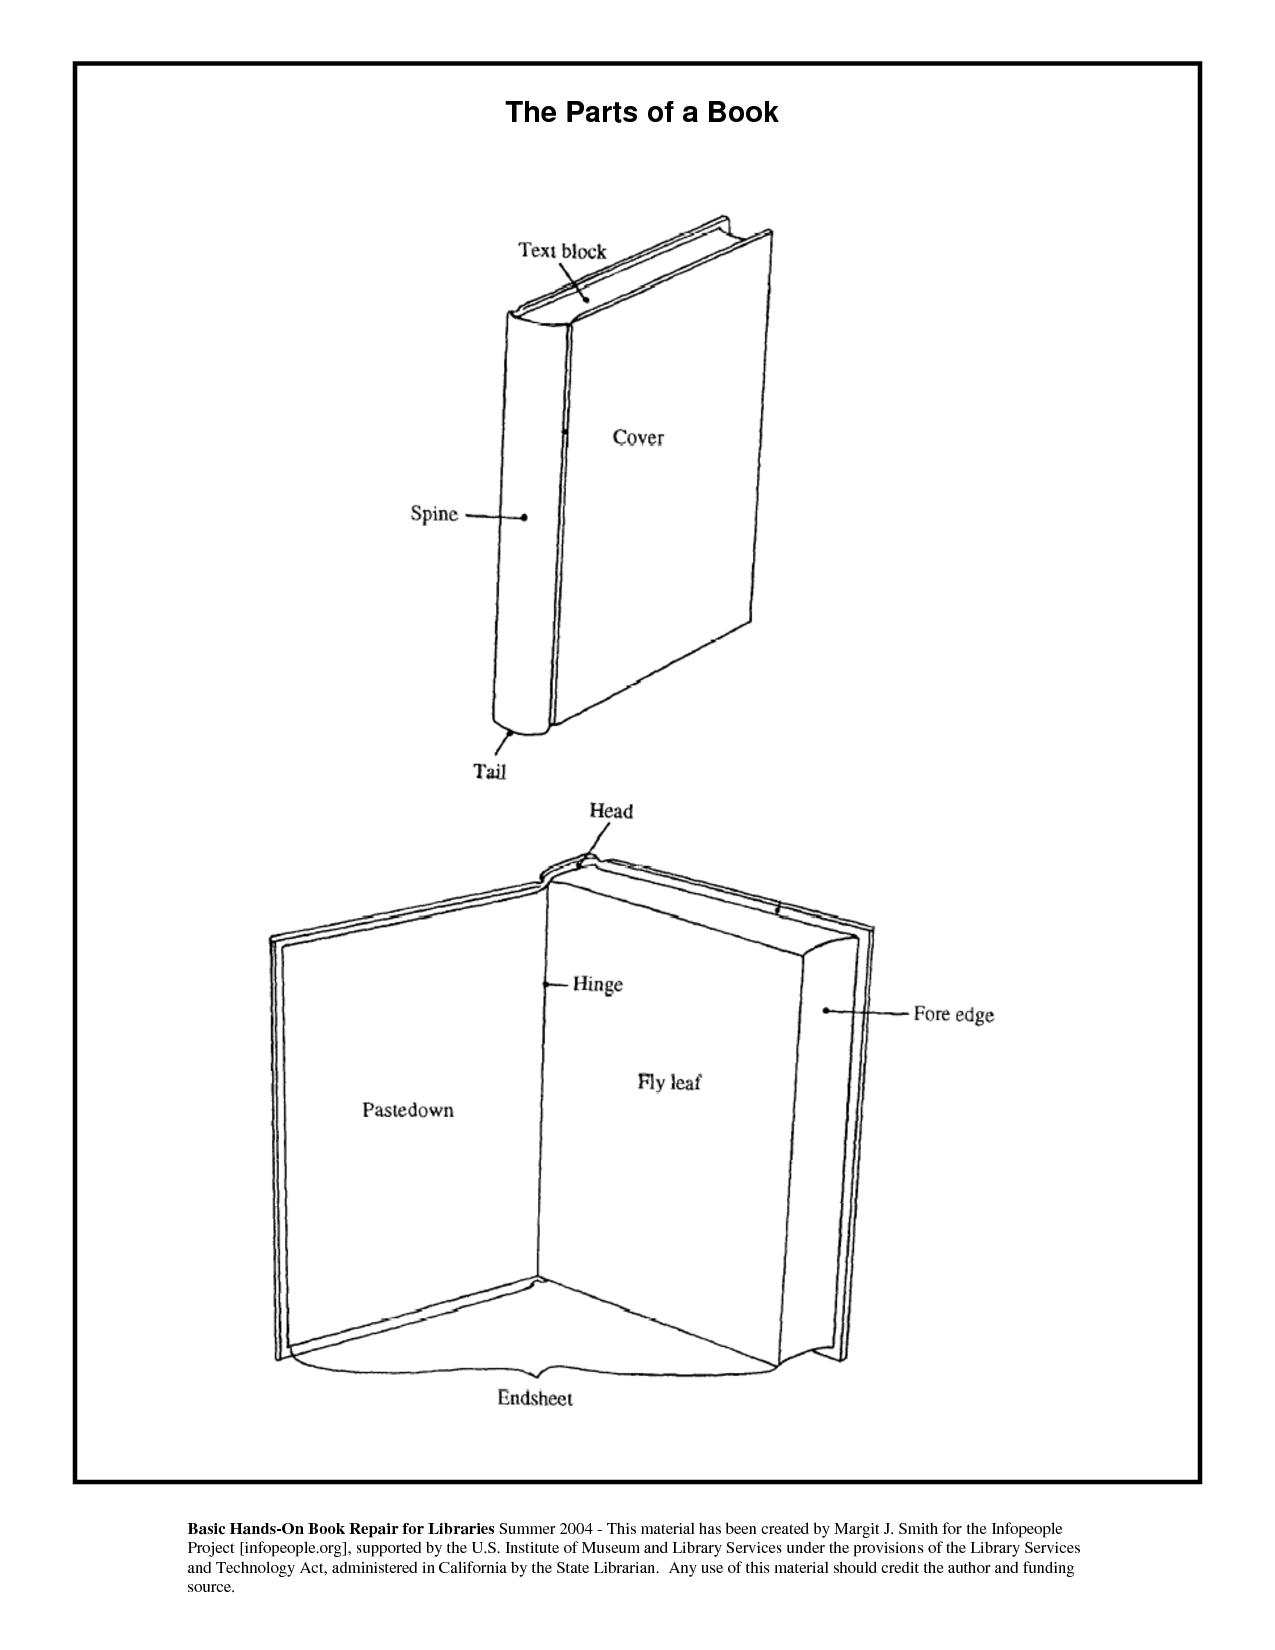 The Parts of a Book
Text block
Cover
Spine
Tail
Head
Hinge
Fore edge
Fly leaf
Pastedown
Endsheet
Basic Hands-On Book Repair for Libraries Summer 2004 - This material has been created by Margit J. Smith for the Infopeople
Project [infopeople.org], supported by the U.S. Institute of Museum and Library Services under the provisions of the Library Services
and Technology Act, administered in California by the State Librarian.  Any use of this material should credit the author and funding
source.